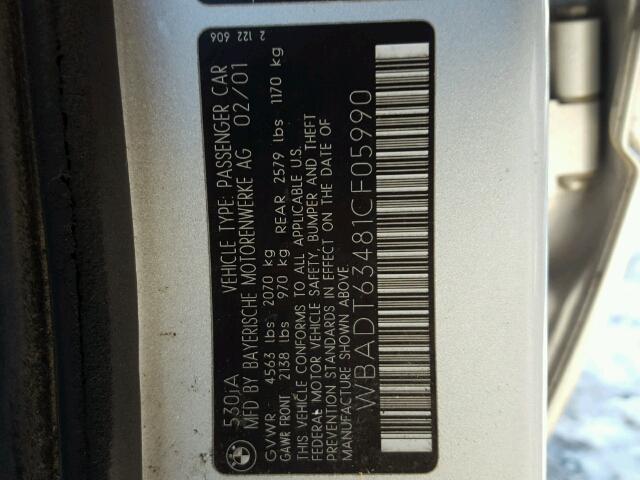 2 122 606
530iA VEHICLE TYPE: PASSENGER CAR
MFD BY BAYERISCHE MOTORENWERKE AG 02/01
GVWR 4563 lbs 2070 kg
GAWR FRONT 2138 lbs 970 kg REAR 2579 lbs 1170 kg
THIS VEHICLE CONFORMS TO ALL APPLICABLE U.S.
FEDERAL MOTOR VEHICLE SAFETY, BUMPER AND THEFT
PREVENTION STANDARDS IN EFFECT ON THE DATE OF
MANUFACTURE SHOWN ABOVE.
WBADT63481CF05990